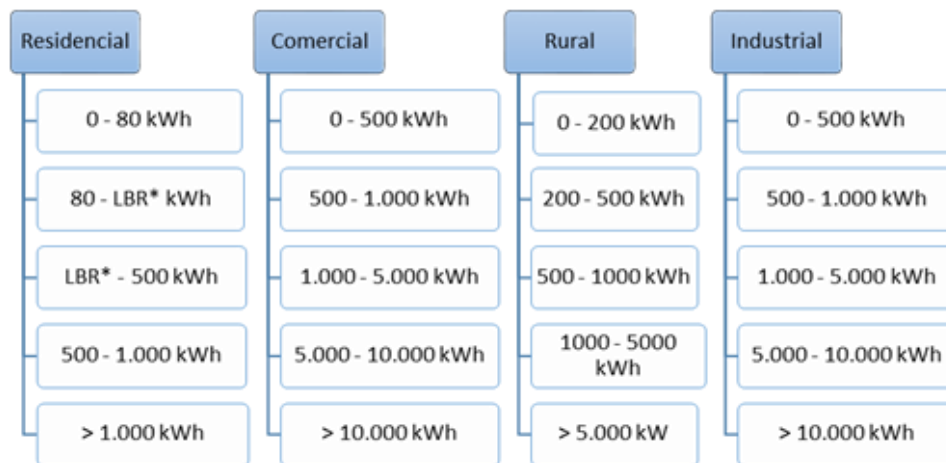 Residencial
0 - 80 kWh
80 - LBR* kWh
LBR* - 500 kWh
500 - 1.000 kWh
> 1.000 kWh
Comercial
0 - 500 kWh
500 - 1.000 kWh
1.000 - 5.000 kWh
5.000 - 10.000 kWh
> 10.000 kWh
Rural
0 - 200 kWh
200 - 500 kWh
500 - 1000 kWh
1000 - 5000
kWh
> 5.000 kW
Industrial
0 - 500 kWh
500 - 1.000 kWh
1.000 - 5.000 kWh
5.000 - 10.000 kWh
> 10.000 kWh